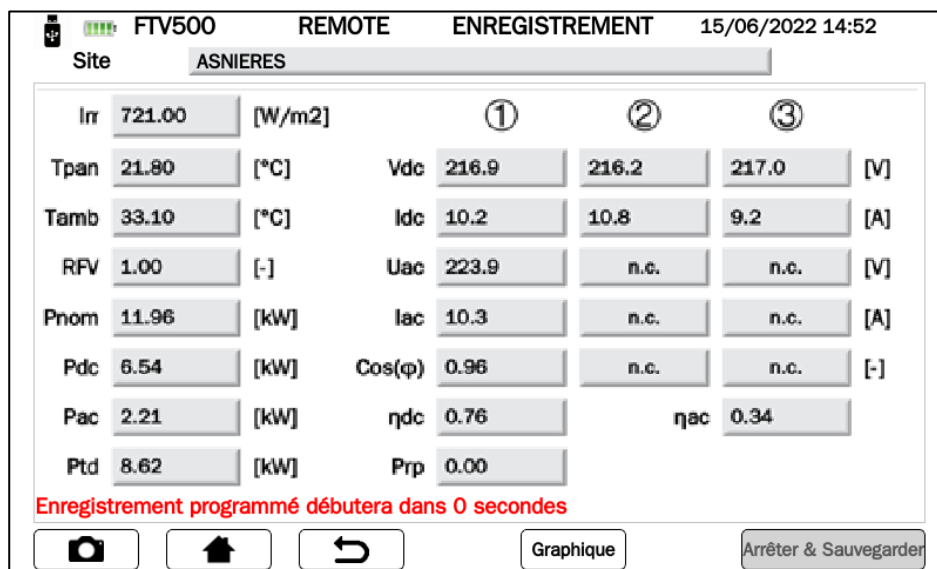 FTV500 REMOTE ENREGISTREMENT 15/06/2022 14:52
Site ASNIERES
Irr 721.00 [W/m2] ① ② ③
Tpan 21.80 [°C] Vdc 216.9 216.2 217.0 [V]
Tamb 33.10 [°C] Idc 10.2 10.8 9.2 [A]
RFV 1.00 [-] Uac 223.9 n.c. n.c. [V]
Pnom 11.96 [kW] Iac 10.3 n.c. n.c. [A]
Pdc 6.54 [kW] Cos(φ) 0.96 n.c. n.c. [-]
Pac 2.21 [kW] ηdc 0.76 ηac 0.34
Ptd 8.62 [kW] Prp 0.00
Enregistrement programmé débutera dans 0 secondes
Graphique Arrêter & Sauvegarder